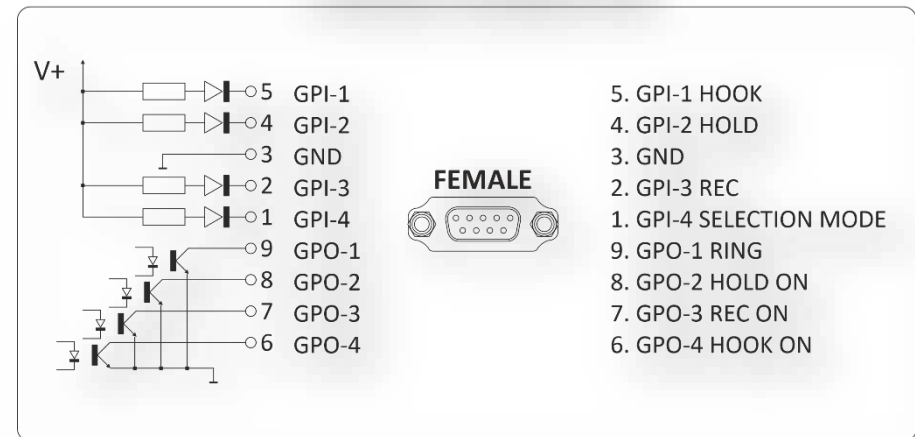 V+
5 GPI-1
4 GPI-2
3 GND
2 GPI-3
1 GPI-4
9 GPO-1
8 GPO-2
7 GPO-3
6 GPO-4
FEMALE
5. GPI-1 HOOK
4. GPI-2 HOLD
3. GND
2. GPI-3 REC
1. GPI-4 SELECTION MODE
9. GPO-1 RING
8. GPO-2 HOLD ON
7. GPO-3 REC ON
6. GPO-4 HOOK ON